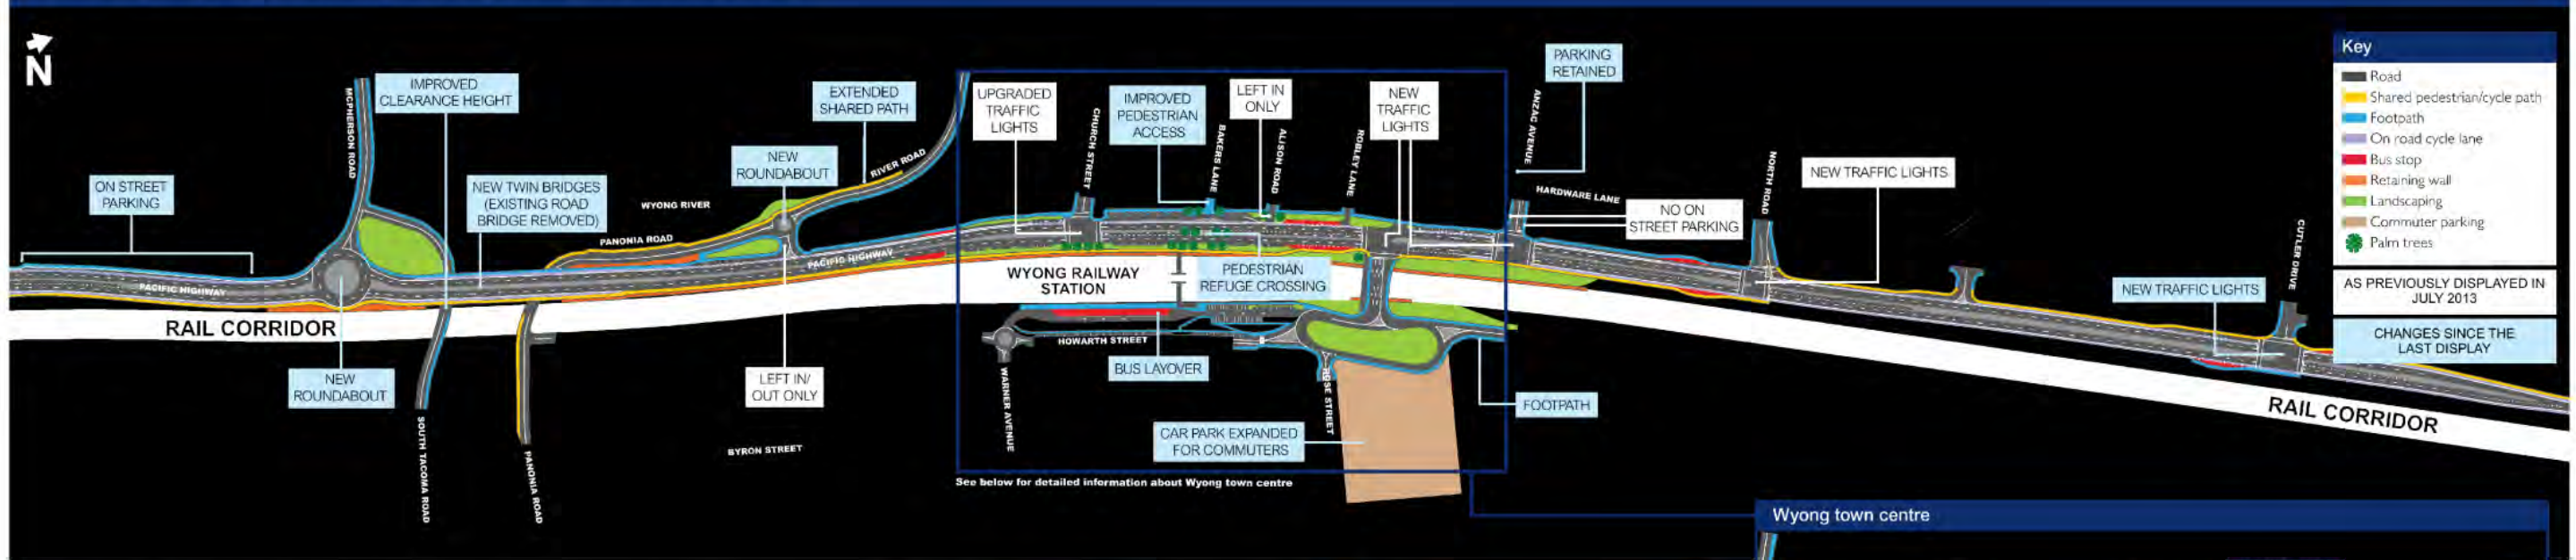 N
MCPHERSON ROAD
IMPROVED
CLEARANCE HEIGHT
ON STREET
PARKING
NEW TWIN BRIDGES
(EXISTING ROAD
BRIDGE REMOVED)
WYONG RIVER
PANONIA ROAD
NEW
ROUNDABOUT
EXTENDED
SHARED PATH
RIVER ROAD
PACIFIC HIGHWAY
PACIFIC HIGHWAY
RAIL CORRIDOR
NEW
ROUNDABOUT
SOUTH TACOMA ROAD
PANONIA ROAD
LEFT IN/
OUT ONLY
BYRON STREET
UPGRADED
TRAFFIC
LIGHTS
CHURCH STREET
IMPROVED
PEDESTRIAN
ACCESS
BAKERS LANE
LEFT IN
ONLY
ALISON ROAD
ROBLEY LANE
NEW
TRAFFIC
LIGHTS
WYONG RAILWAY
STATION
PEDESTRIAN
REFUGE CROSSING
HOWARTH STREET
WARNER AVENUE
BUS LAYOVER
ROSE STREET
CAR PARK EXPANDED
FOR COMMUTERS
FOOTPATH
See below for detailed information about Wyong town centre
PARKING
RETAINED
ANZAC AVENUE
HARDWARE LANE
NO ON
STREET PARKING
NORTH ROAD
NEW TRAFFIC LIGHTS
NEW TRAFFIC LIGHTS
CUTLER DRIVE
RAIL CORRIDOR
Key
Road
Shared pedestrian/cycle path
Footpath
On road cycle lane
Bus stop
Retaining wall
Landscaping
Commuter parking
Palm trees
AS PREVIOUSLY DISPLAYED IN
JULY 2013
CHANGES SINCE THE
LAST DISPLAY
Wyong town centre